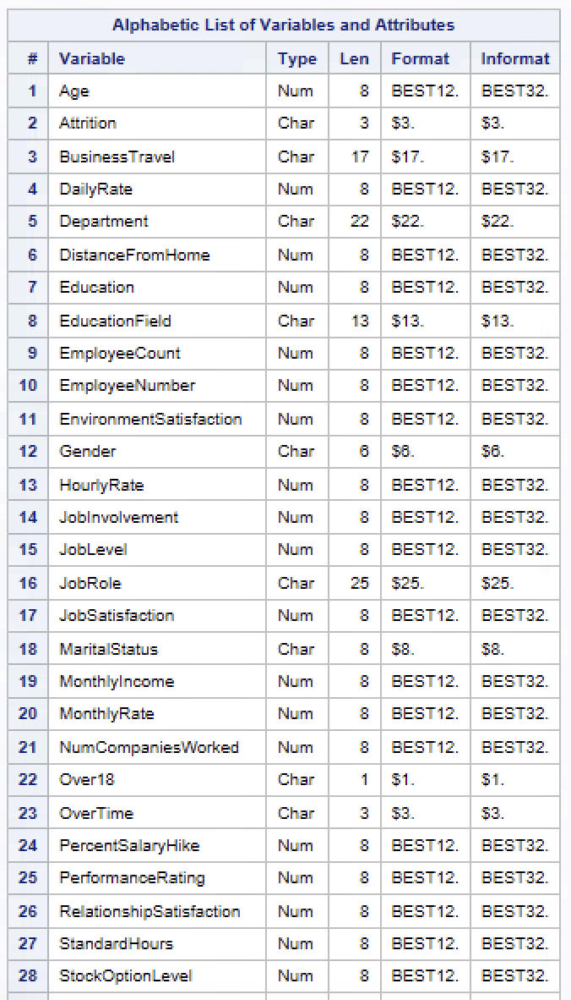 Alphabetic List of Variables and Attributes
# Variable Type Len Format Informat
1 Age Num 8 BEST12. BEST32.
2 Attrition Char 3 $3. $3.
3 BusinessTravel Char 17 $17. $17.
4 DailyRate Num 8 BEST12. BEST32.
5 Department Char 22 $22. $22.
6 DistanceFromHome Num 8 BEST12. BEST32.
7 Education Num 8 BEST12. BEST32.
8 EducationField Char 13 $13. $13.
9 EmployeeCount Num 8 BEST12. BEST32.
10 EmployeeNumber Num 8 BEST12. BEST32.
11 EnvironmentSatisfaction Num 8 BEST12. BEST32.
12 Gender Char 6 $6. $6.
13 HourlyRate Num 8 BEST12. BEST32.
14 JobInvolvement Num 8 BEST12. BEST32.
15 JobLevel Num 8 BEST12. BEST32.
16 JobRole Char 25 $25. $25.
17 JobSatisfaction Num 8 BEST12. BEST32.
18 MaritalStatus Char 8 $8. $8.
19 MonthlyIncome Num 8 BEST12. BEST32.
20 MonthlyRate Num 8 BEST12. BEST32.
21 NumCompaniesWorked Num 8 BEST12. BEST32.
22 Over18 Char 1 $1. $1.
23 OverTime Char 3 $3. $3.
24 PercentSalaryHike Num 8 BEST12. BEST32.
25 PerformanceRating Num 8 BEST12. BEST32.
26 RelationshipSatisfaction Num 8 BEST12. BEST32.
27 StandardHours Num 8 BEST12. BEST32.
28 StockOptionLevel Num 8 BEST12. BEST32.